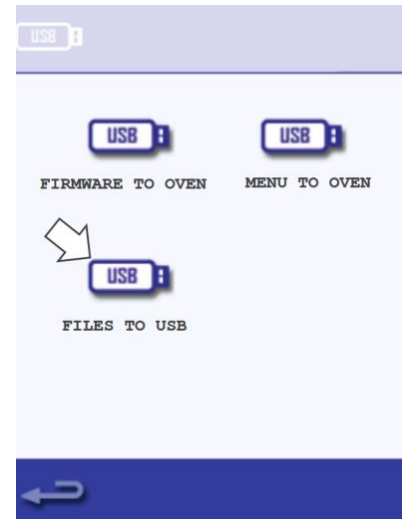 USB
USB USB
FIRMWARE TO OVEN MENU TO OVEN
USB
FILES TO USB